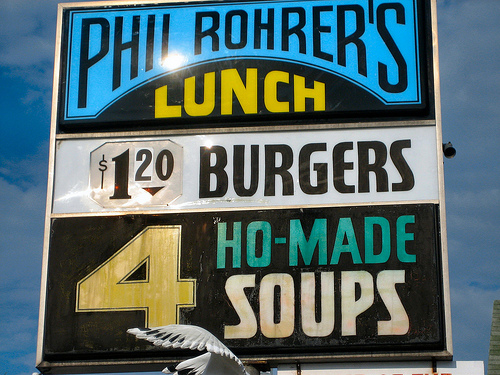 PHIL ROHRER'S
LUNCH
$1 20 BURGERS
4 HO-MADE
SOUPS